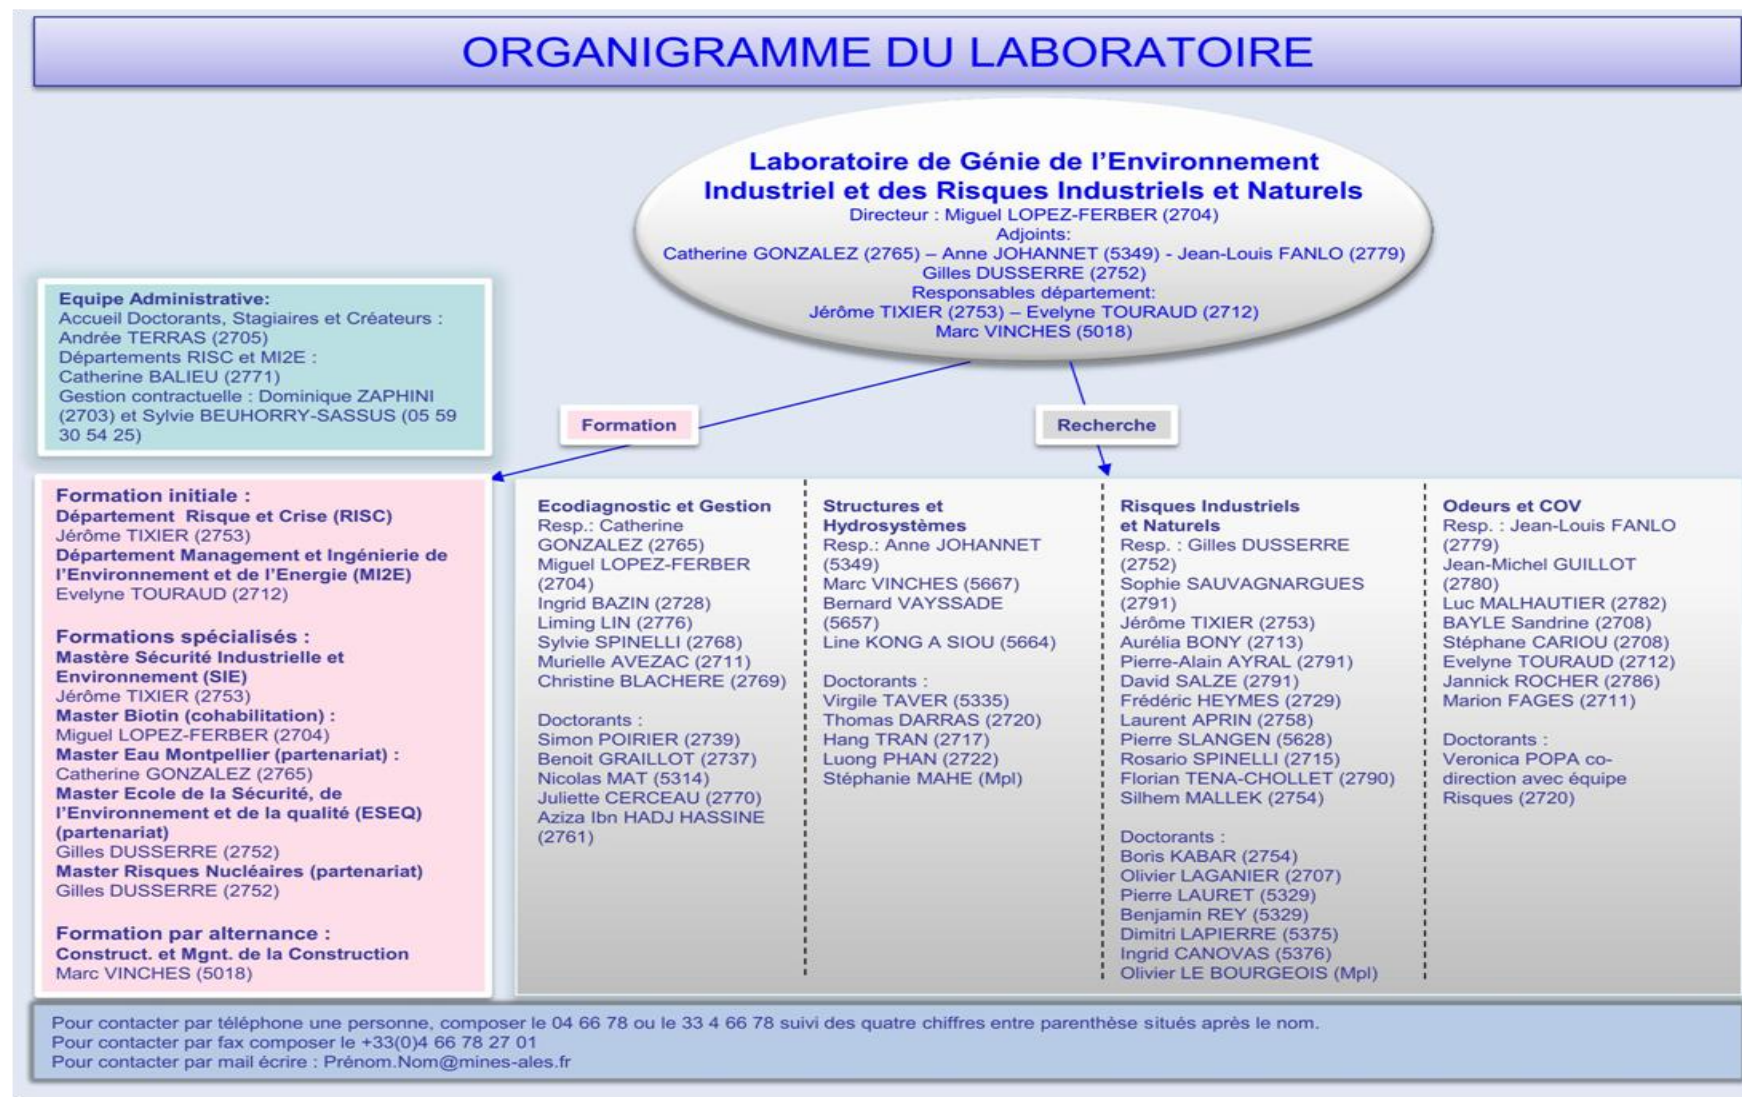 ORGANIGRAMME DU LABORATOIRE
Laboratoire de Génie de l'Environnement
Industriel et des Risques Industriels et Naturels
Directeur : Miguel LOPEZ-FERBER (2704)
Adjoints:
Catherine GONZALEZ (2765) – Anne JOHANNET (5349) - Jean-Louis FANLO (2779)
Gilles DUSSERRE (2752)
Responsables département:
Jérôme TIXIER (2753) – Evelyne TOURAUD (2712)
Marc VINCHES (5018)
Equipe Administrative:
Accueil Doctorants, Stagiaires et Créateurs :
Andrée TERRAS (2705)
Départements RISC et MI2E :
Catherine BALIEU (2771)
Gestion contractuelle : Dominique ZAPHINI
(2703) et Sylvie BEUHORRY-SASSUS (05 59
30 54 25)
Formation
Recherche
Formation initiale :
Département  Risque et Crise (RISC)
Jérôme TIXIER (2753)
Département Management et Ingénierie de
l'Environnement et de l'Energie (MI2E)
Evelyne TOURAUD (2712)
Formations spécialisés :
Mastère Sécurité Industrielle et
Environnement (SIE)
Jérôme TIXIER (2753)
Master Biotin (cohabilitation) :
Miguel LOPEZ-FERBER (2704)
Master Eau Montpellier (partenariat) :
Catherine GONZALEZ (2765)
Master Ecole de la Sécurité, de
l'Environnement et de la qualité (ESEQ)
(partenariat)
Gilles DUSSERRE (2752)
Master Risques Nucléaires (partenariat)
Gilles DUSSERRE (2752)
Formation par alternance :
Construct. et Mgnt. de la Construction
Marc VINCHES (5018)
Ecodiagnostic et Gestion
Resp.: Catherine
GONZALEZ (2765)
Miguel LOPEZ-FERBER
(2704)
Ingrid BAZIN (2728)
Liming LIN (2776)
Sylvie SPINELLI (2768)
Murielle AVEZAC (2711)
Christine BLACHERE (2769)
Doctorants :
Simon POIRIER (2739)
Benoit GRAILLOT (2737)
Nicolas MAT (5314)
Juliette CERCEAU (2770)
Aziza Ibn HADJ HASSINE
(2761)
Structures et
Hydrosystèmes
Resp.: Anne JOHANNET
(5349)
Marc VINCHES (5667)
Bernard VAYSSADE
(5657)
Line KONG A SIOU (5664)
Doctorants :
Virgile TAVER (5335)
Thomas DARRAS (2720)
Hang TRAN (2717)
Luong PHAN (2722)
Stéphanie MAHE (Mpl)
Risques Industriels
et Naturels
Resp. : Gilles DUSSERRE
(2752)
Sophie SAUVAGNARGUES
(2791)
Jérôme TIXIER (2753)
Aurélia BONY (2713)
Pierre-Alain AYRAL (2791)
David SALZE (2791)
Frédéric HEYMES (2729)
Laurent APRIN (2758)
Pierre SLANGEN (5628)
Rosario SPINELLI (2715)
Florian TENA-CHOLLET (2790)
Silhem MALLEK (2754)
Doctorants :
Boris KABAR (2754)
Olivier LAGANIER (2707)
Pierre LAURET (5329)
Benjamin REY (5329)
Dimitri LAPIERRE (5375)
Ingrid CANOVAS (5376)
Olivier LE BOURGEOIS (Mpl)
Odeurs et COV
Resp. : Jean-Louis FANLO
(2779)
Jean-Michel GUILLOT
(2780)
Luc MALHAUTIER (2782)
BAYLE Sandrine (2708)
Stéphane CARIOU (2708)
Evelyne TOURAUD (2712)
Jannick ROCHER (2786)
Marion FAGES (2711)
Doctorants :
Veronica POPA co-
direction avec équipe
Risques (2720)
Pour contacter par téléphone une personne, composer le 04 66 78 ou le 33 4 66 78 suivi des quatre chiffres entre parenthèse situés après le nom.
Pour contacter par fax composer le +33(0)4 66 78 27 01
Pour contacter par mail écrire : Prénom.Nom@mines-ales.fr